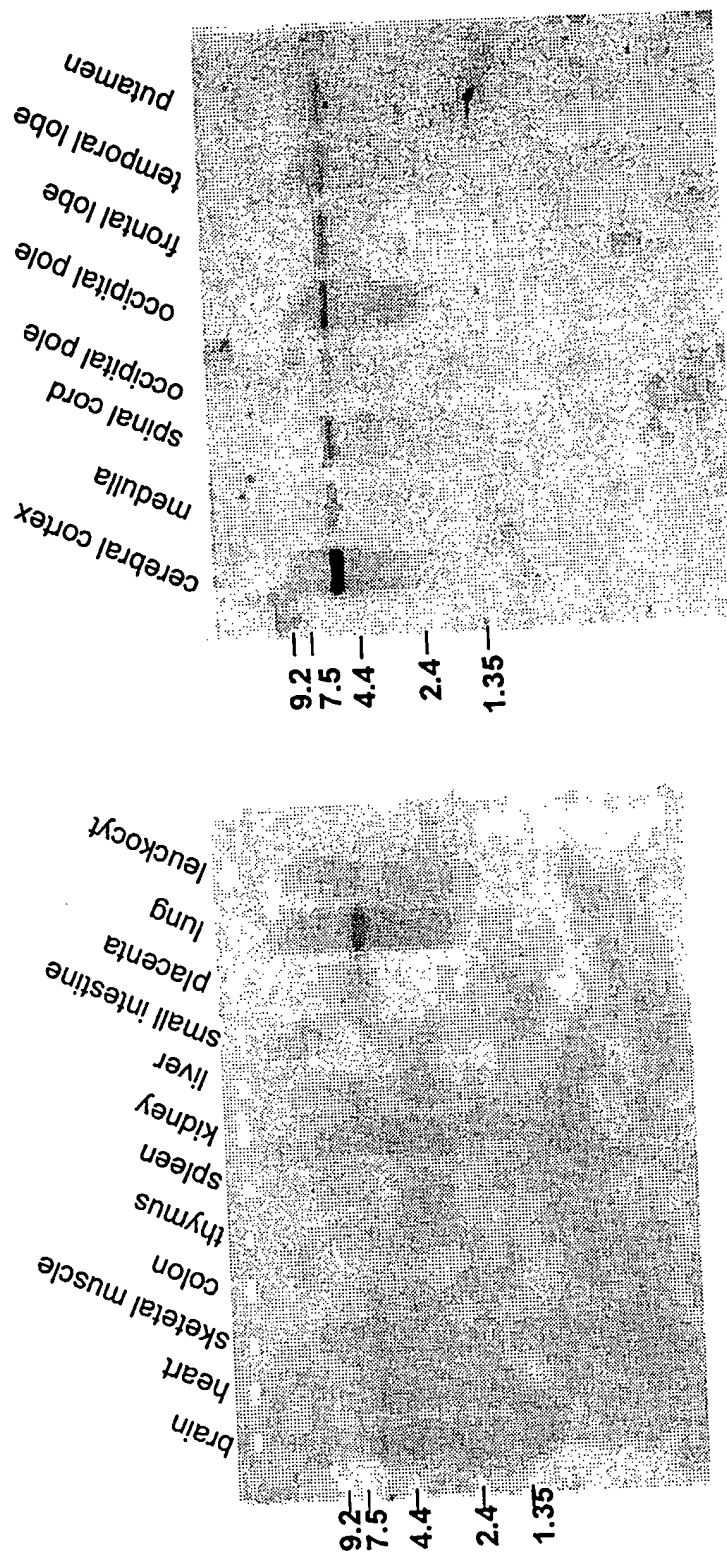 brain
heart
sketetal muscle
colon
thymus
spleen
kidney
liver
small intestine
placenta
lung
leuckocyt
9.2
7.5
4.4
2.4
1.35
cerebral cortex
medulla
spinal cord
occipital pole
occipital pole
frontal lobe
temporal lobe
putamen
9.2
7.5
4.4
2.4
1.35